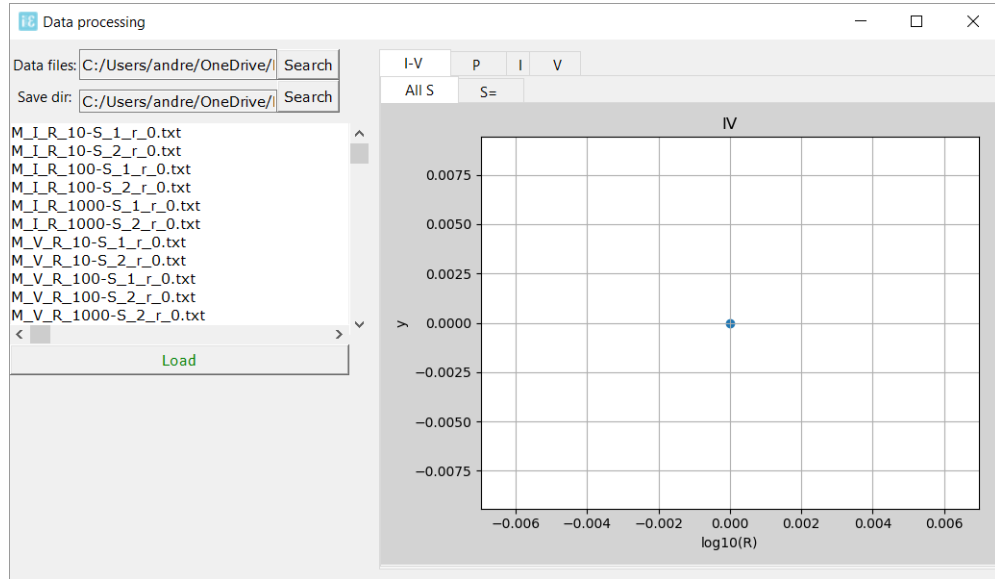 Data processing
Data files: C:/Users/andre/OneDrive/I Search
Save dir: C:/Users/andre/OneDrive/I Search
M_I_R_10-S_1_r_0.txt
M_I_R_10-S_2_r_0.txt
M_I_R_100-S_1_r_0.txt
M_I_R_100-S_2_r_0.txt
M_I_R_1000-S_1_r_0.txt
M_I_R_1000-S_2_r_0.txt
M_V_R_10-S_1_r_0.txt
M_V_R_10-S_2_r_0.txt
M_V_R_100-S_1_r_0.txt
M_V_R_100-S_2_r_0.txt
M_V_R_1000-S_2_r_0.txt
Load
I-V P I V
All S S=
IV
0.0075
0.0050
0.0025
0.0000
−0.0025
−0.0050
−0.0075
y
−0.006 −0.004 −0.002 0.000 0.002 0.004 0.006
log10(R)